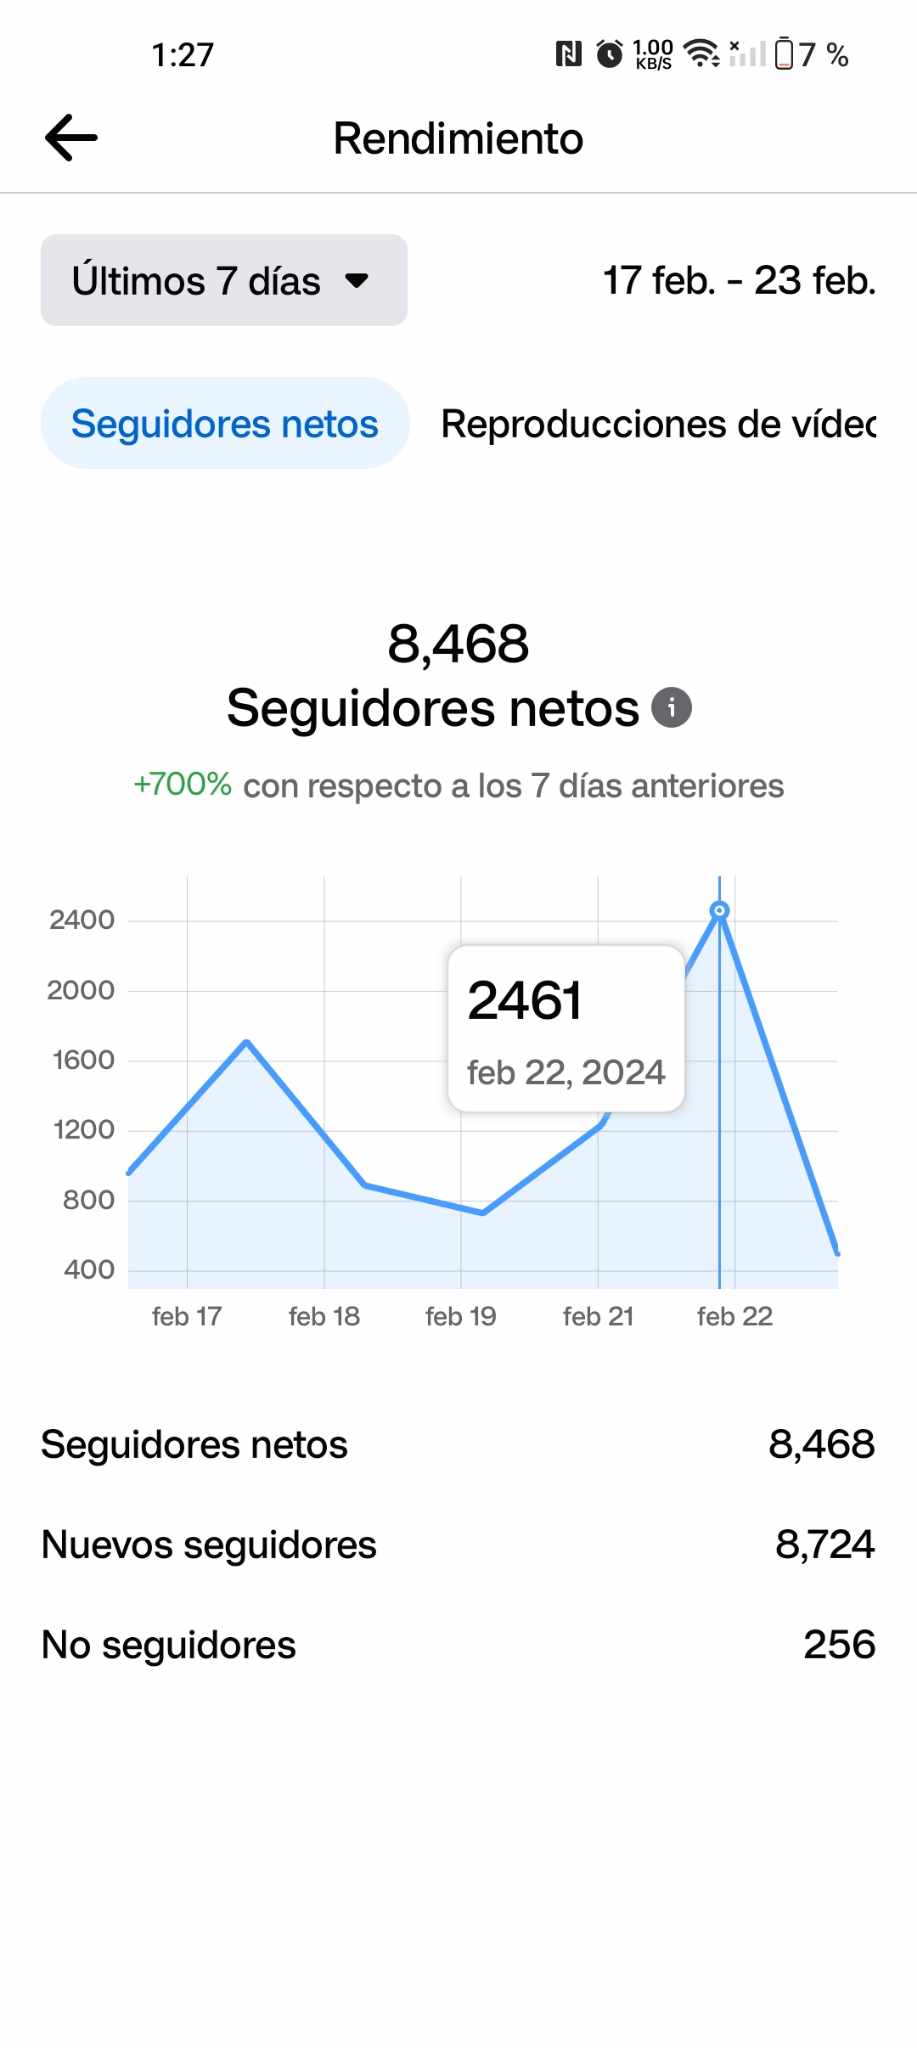 1:27
1.00 KB/S
7 %
Rendimiento
Últimos 7 días
17 feb. - 23 feb.
Seguidores netos
Reproducciones de víde
8,468
Seguidores netos
+700% con respecto a los 7 días anteriores
2400
2000
1600
1200
800
400
2461
feb 22, 2024
feb 17
feb 18
feb 19
feb 21
feb 22
Seguidores netos 8,468
Nuevos seguidores 8,724
No seguidores 256